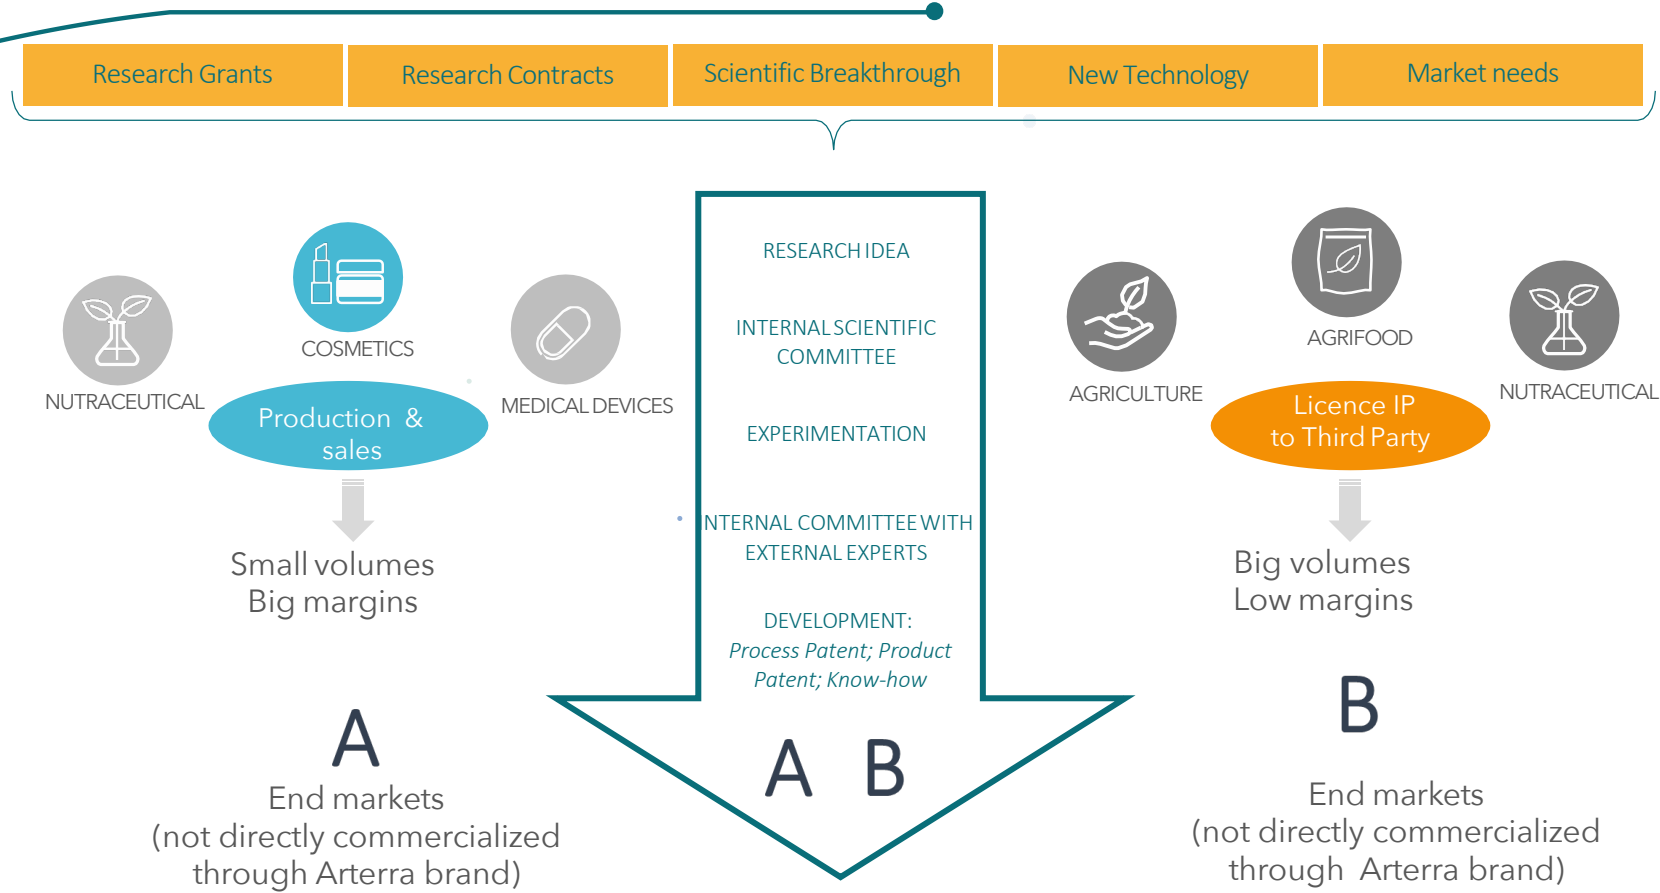 Research Grants
Research Contracts
Scientific Breakthrough
New Technology
Market needs
NUTRACEUTICAL
COSMETICS
MEDICAL DEVICES
Production &
sales
Small volumes
Big margins
A
End markets
(not directly commercialized
through Arterra brand)
RESEARCH IDEA
INTERNAL SCIENTIFIC
COMMITTEE
EXPERIMENTATION
INTERNAL COMMITTEE WITH
EXTERNAL EXPERTS
DEVELOPMENT:
Process Patent; Product
Patent; Know-how
A B
AGRICULTURE
AGRIFOOD
NUTRACEUTICAL
Licence IP
to Third Party
Big volumes
Low margins
B
End markets
(not directly commercialized
through Arterra brand)